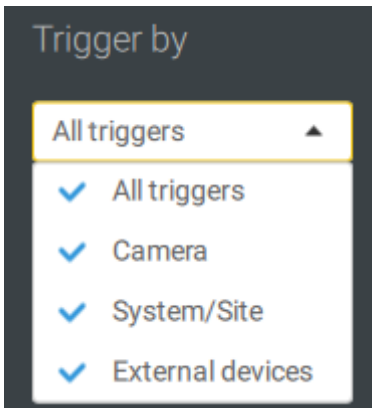 Trigger by
All triggers
All triggers
Camera
System/Site
External devices